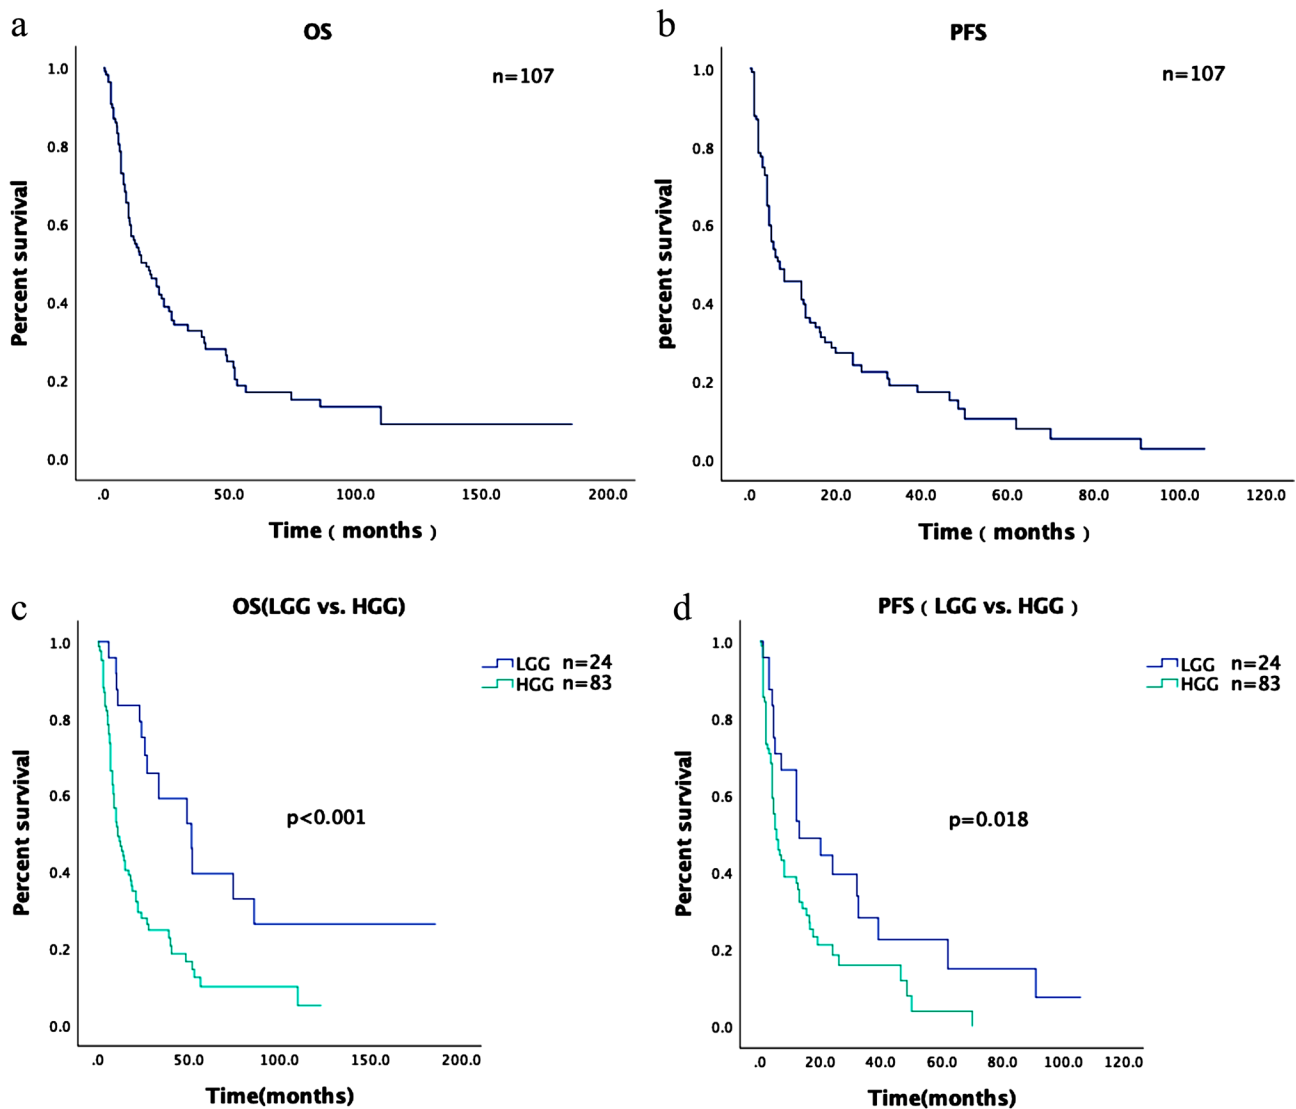 a
OS
n=107
Percent survival
1.0
0.8
0.6
0.4
0.2
0.0
.0 50.0 100.0 150.0 200.0
Time ( months )
b
PFS
n=107
percent survival
1.0
0.8
0.6
0.4
0.2
0.0
.0 20.0 40.0 60.0 80.0 100.0 120.0
Time ( months )
c
OS(LGG vs. HGG)
LGG n=24
HGG n=83
p<0.001
Percent survival
1.0
0.8
0.6
0.4
0.2
0.0
.0 50.0 100.0 150.0 200.0
Time(months)
d
PFS ( LGG vs. HGG )
LGG n=24
HGG n=83
p=0.018
Percent survival
1.0
0.8
0.6
0.4
0.2
0.0
.0 20.0 40.0 60.0 80.0 100.0 120.0
Time(months)